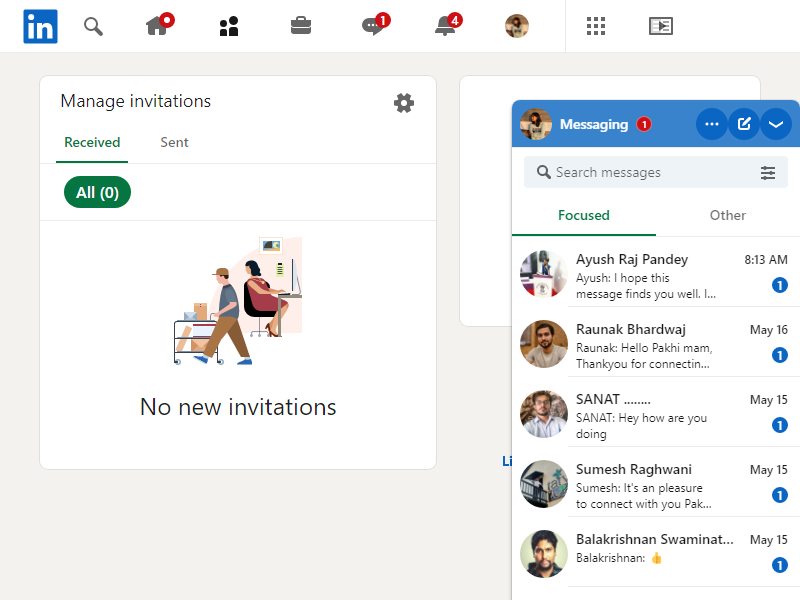 in
1
4
Manage invitations
Received
Sent
All (0)
No new invitations
Li
Messaging 1
Search messages
Focused
Other
Ayush Raj Pandey 8:13 AM
Ayush: I hope this
message finds you well. I... 1
Raunak Bhardwaj May 16
Raunak: Hello Pakhi mam,
Thankyou for connectin... 1
SANAT ........ May 15
SANAT: Hey how are you
doing 1
Sumesh Raghwani May 15
Sumesh: It's an pleasure
to connect with you Pak... 1
Balakrishnan Swaminat... May 15
Balakrishnan: 👍 1